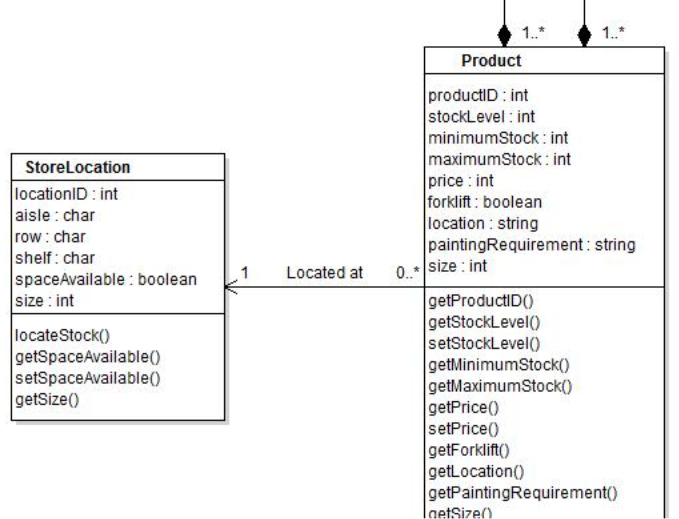 1..*
1..*
Product
productID : int
stockLevel : int
minimumStock : int
maximumStock : int
price : int
forklift : boolean
location : string
paintingRequirement : string
size : int
getProductID()
getStockLevel()
setStockLevel()
getMinimumStock()
getMaximumStock()
getPrice()
setPrice()
getForklift()
getLocation()
getPaintingRequirement()
getSize()
StoreLocation
locationID : int
aisle : char
row : char
shelf : char
spaceAvailable : boolean
size : int
locateStock()
getSpaceAvailable()
setSpaceAvailable()
getSize()
1 Located at 0..*